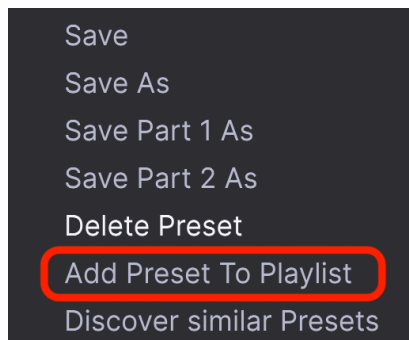 Save
Save As
Save Part 1 As
Save Part 2 As
Delete Preset
Add Preset To Playlist
Discover similar Presets